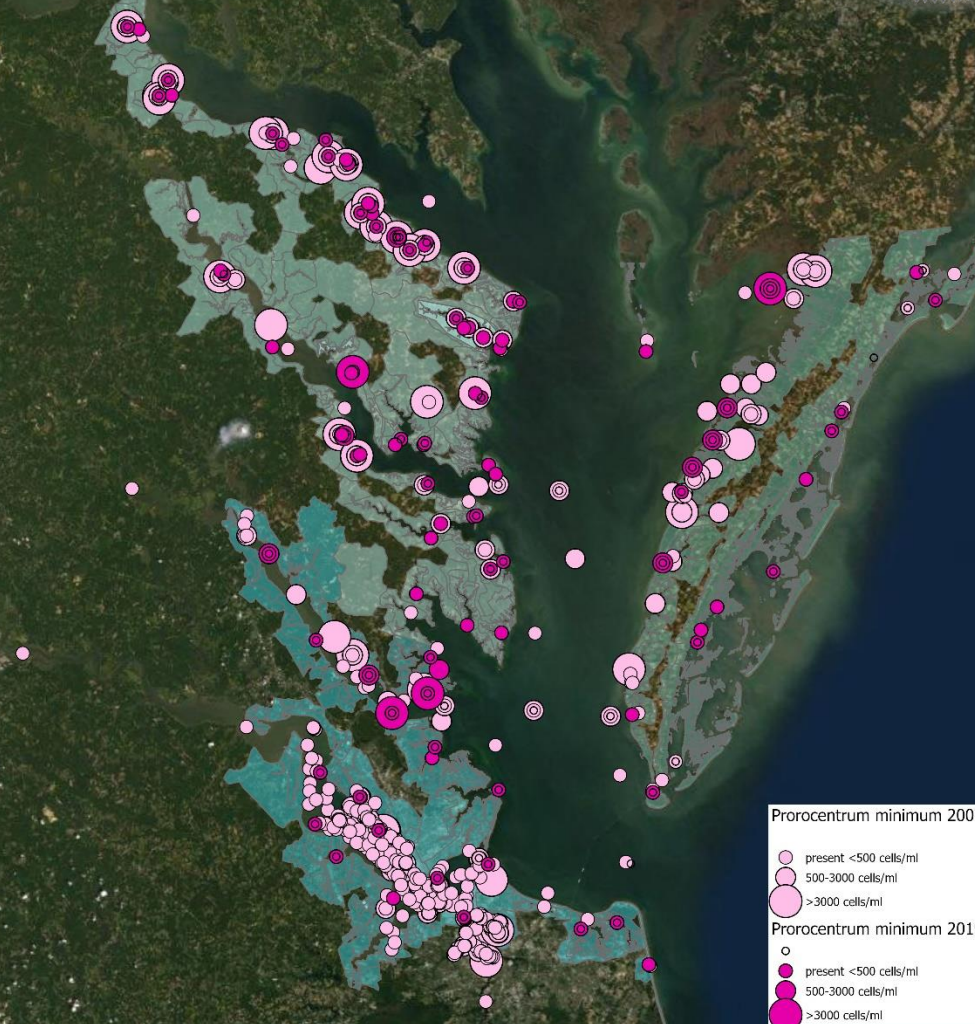 Prorocentrum minimum 200
present <500 cells/ml
500-3000 cells/ml
>3000 cells/ml
Prorocentrum minimum 201
present <500 cells/ml
500-3000 cells/ml
>3000 cells/ml